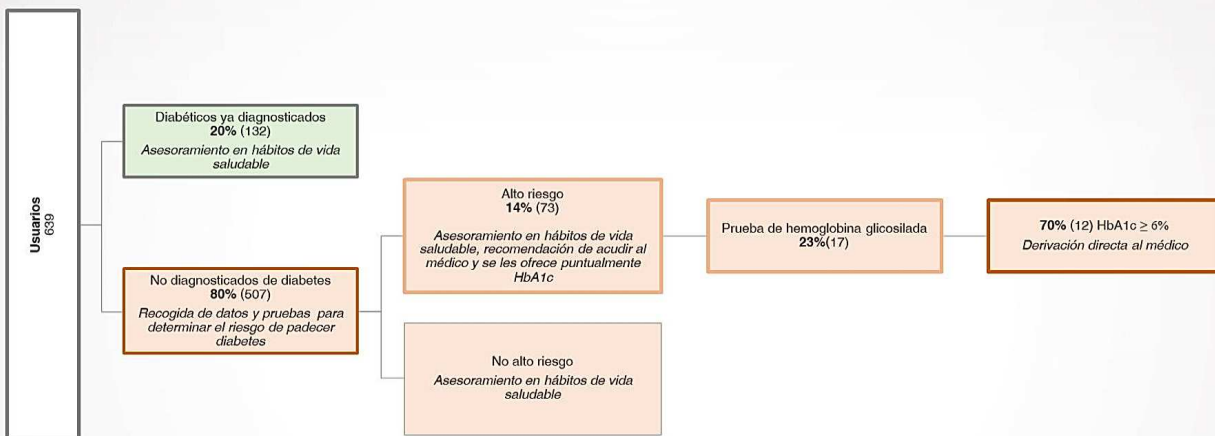 Usuarios
639
Diabéticos ya diagnosticados
20% (132)
Asesoramiento en hábitos de vida
saludable
No diagnosticados de diabetes
80% (507)
Recogida de datos y pruebas para
determinar el riesgo de padecer
diabetes
Alto riesgo
14% (73)
Asesoramiento en hábitos de vida
saludable, recomendación de acudir al
médico y se les ofrece puntualmente
HbA1c
No alto riesgo
Asesoramiento en hábitos de vida
saludable
Prueba de hemoglobina glicosilada
23%(17)
70% (12) HbA1c ≥ 6%
Derivación directa al médico